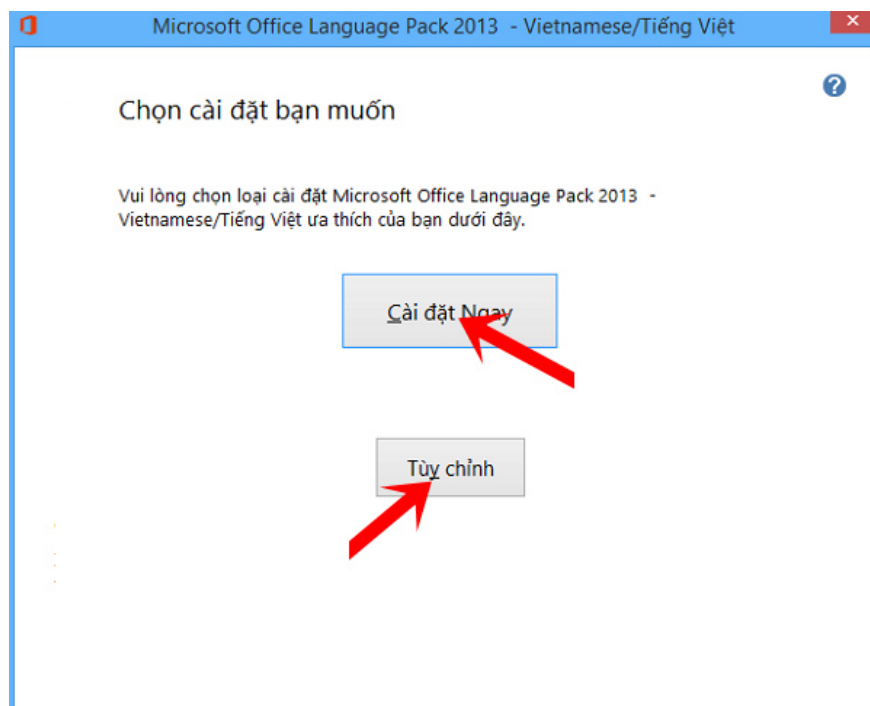 Microsoft Office Language Pack 2013 - Vietnamese/Tiếng Việt
Chọn cài đặt bạn muốn
Vui lòng chọn loại cài đặt Microsoft Office Language Pack 2013 -
Vietnamese/Tiếng Việt ưa thích của bạn dưới đây.
Cài đặt Ngay
Tùy chỉnh